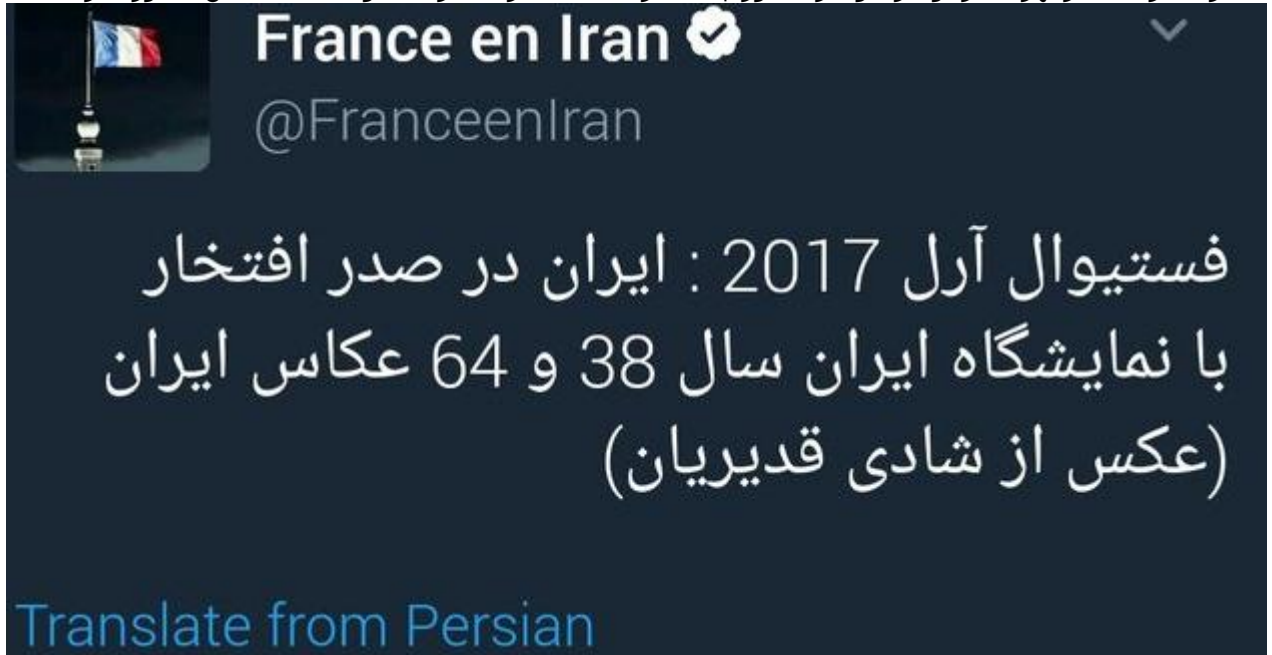 France en Iran
@FranceenIran
فستیوال آرل 2017 : ایران در صدر افتخار
با نمایشگاه ایران سال 38 و 64 عکاس ایران
(عکس از شادی قدیریان)
Translate from Persian